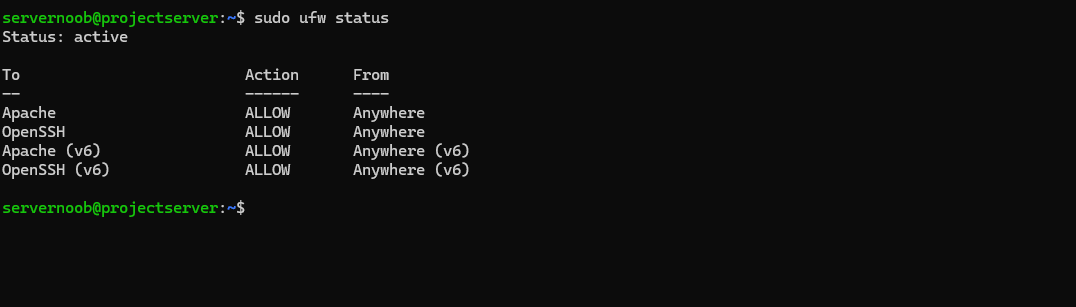 servernoob@projectserver:~$ sudo ufw status
Status: active
To                         Action      From
--                         ------      ----
Apache                     ALLOW       Anywhere
OpenSSH                    ALLOW       Anywhere
Apache (v6)                ALLOW       Anywhere (v6)
OpenSSH (v6)               ALLOW       Anywhere (v6)
servernoob@projectserver:~$